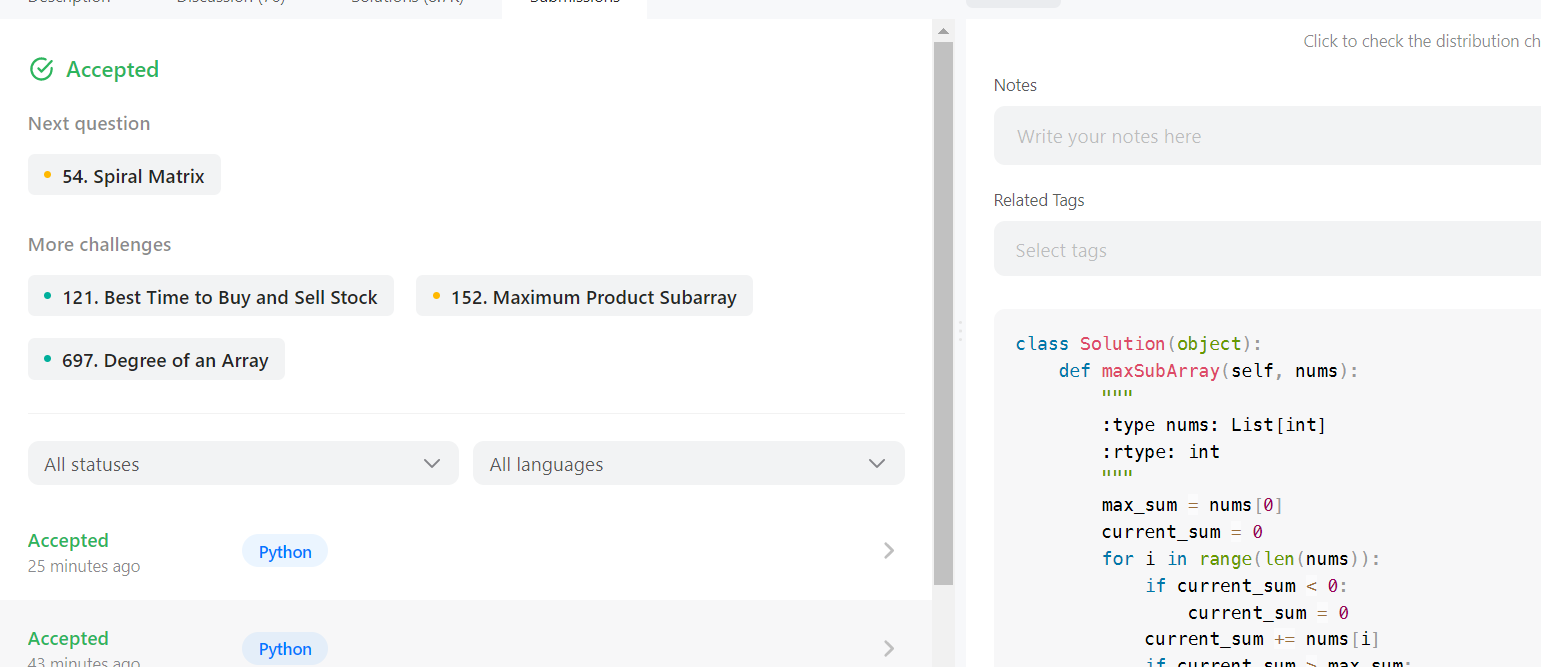 Description
Discussion
Solutions
Submissions
Accepted
Next question
54. Spiral Matrix
More challenges
121. Best Time to Buy and Sell Stock
152. Maximum Product Subarray
697. Degree of an Array
All statuses
All languages
Accepted
Python
25 minutes ago
Accepted
Python
43 minutes ago
Click to check the distribution
Notes
Write your notes here
Related Tags
Select tags
class Solution(object):
    def maxSubArray(self, nums):
        """
        :type nums: List[int]
        :rtype: int
        """
        max_sum = nums[0]
        current_sum = 0
        for i in range(len(nums)):
            if current_sum < 0:
                current_sum = 0
            current_sum += nums[i]
            if current_sum > max_sum: